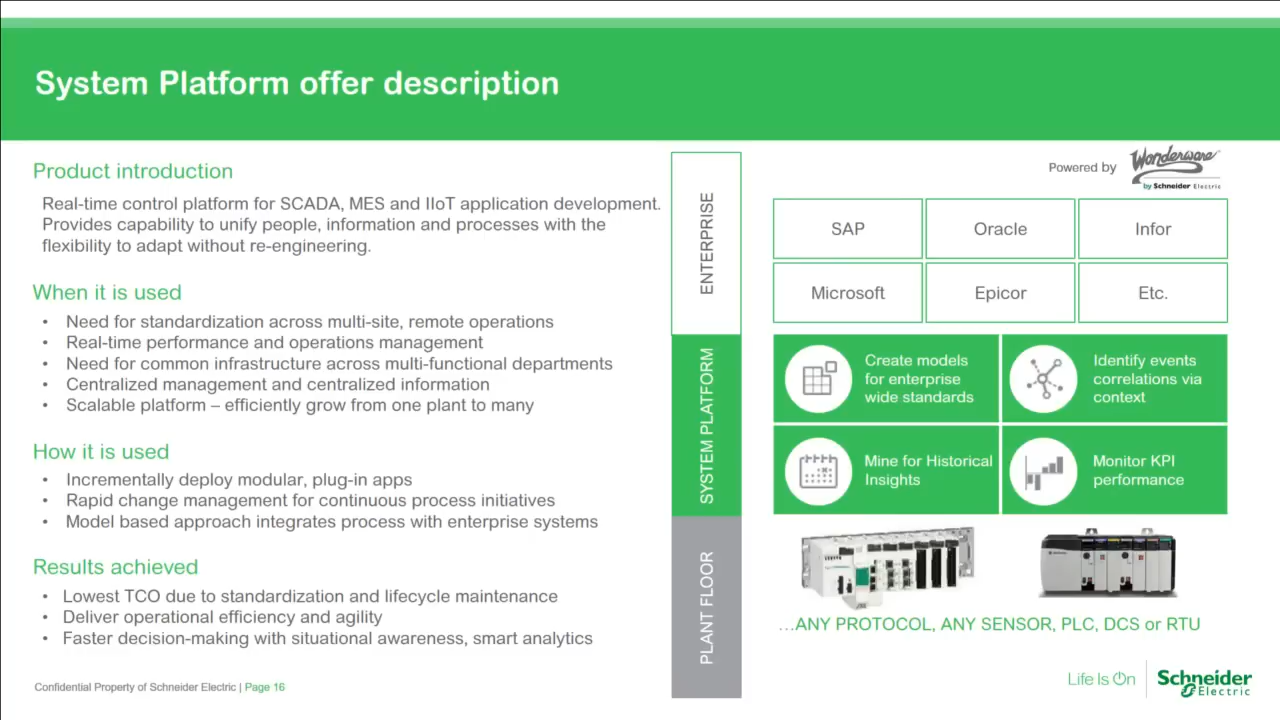 System Platform offer description
Product introduction
Real-time control platform for SCADA, MES and IIoT application development.
Provides capability to unify people, information and processes with the
flexibility to adapt without re-engineering.
When it is used
• Need for standardization across multi-site, remote operations
• Real-time performance and operations management
• Need for common infrastructure across multi-functional departments
• Centralized management and centralized information
• Scalable platform – efficiently grow from one plant to many
How it is used
• Incrementally deploy modular, plug-in apps
• Rapid change management for continuous process initiatives
• Model based approach integrates process with enterprise systems
Results achieved
• Lowest TCO due to standardization and lifecycle maintenance
• Deliver operational efficiency and agility
• Faster decision-making with situational awareness, smart analytics
Confidential Property of Schneider Electric | Page 16
ENTERPRISE
SYSTEM PLATFORM
PLANT FLOOR
Powered by
Wonderware
by Schneider Electric
SAP
Oracle
Infor
Microsoft
Epicor
Etc.
Create models
for enterprise
wide standards
Identify events
correlations via
context
Mine for Historical
Insights
Monitor KPI
performance
…ANY PROTOCOL, ANY SENSOR, PLC, DCS or RTU
Life Is On
Schneider
Electric